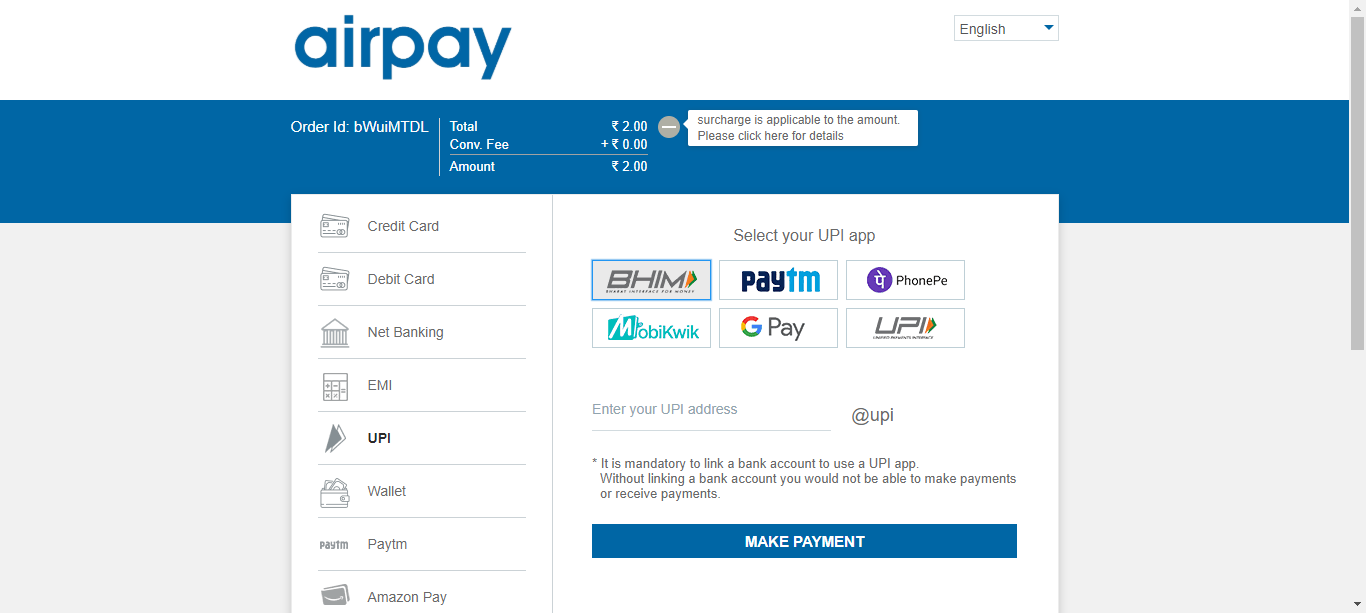 airpay
English
Order Id: bWuiMTDL
Total ₹ 2.00
Conv. Fee + ₹ 0.00
Amount ₹ 2.00
surcharge is applicable to the amount.
Please click here for details
Credit Card
Debit Card
Net Banking
EMI
UPI
Wallet
Paytm
Paytm
Amazon Pay
Select your UPI app
BHIM
BHARAT INTERFACE FOR MONEY
Paytm
पे PhonePe
MobiKwik
G Pay
UPI
UNIFIED PAYMENTS INTERFACE
Enter your UPI address
@upi
* It is mandatory to link a bank account to use a UPI app.
Without linking a bank account you would not be able to make payments
or receive payments.
MAKE PAYMENT